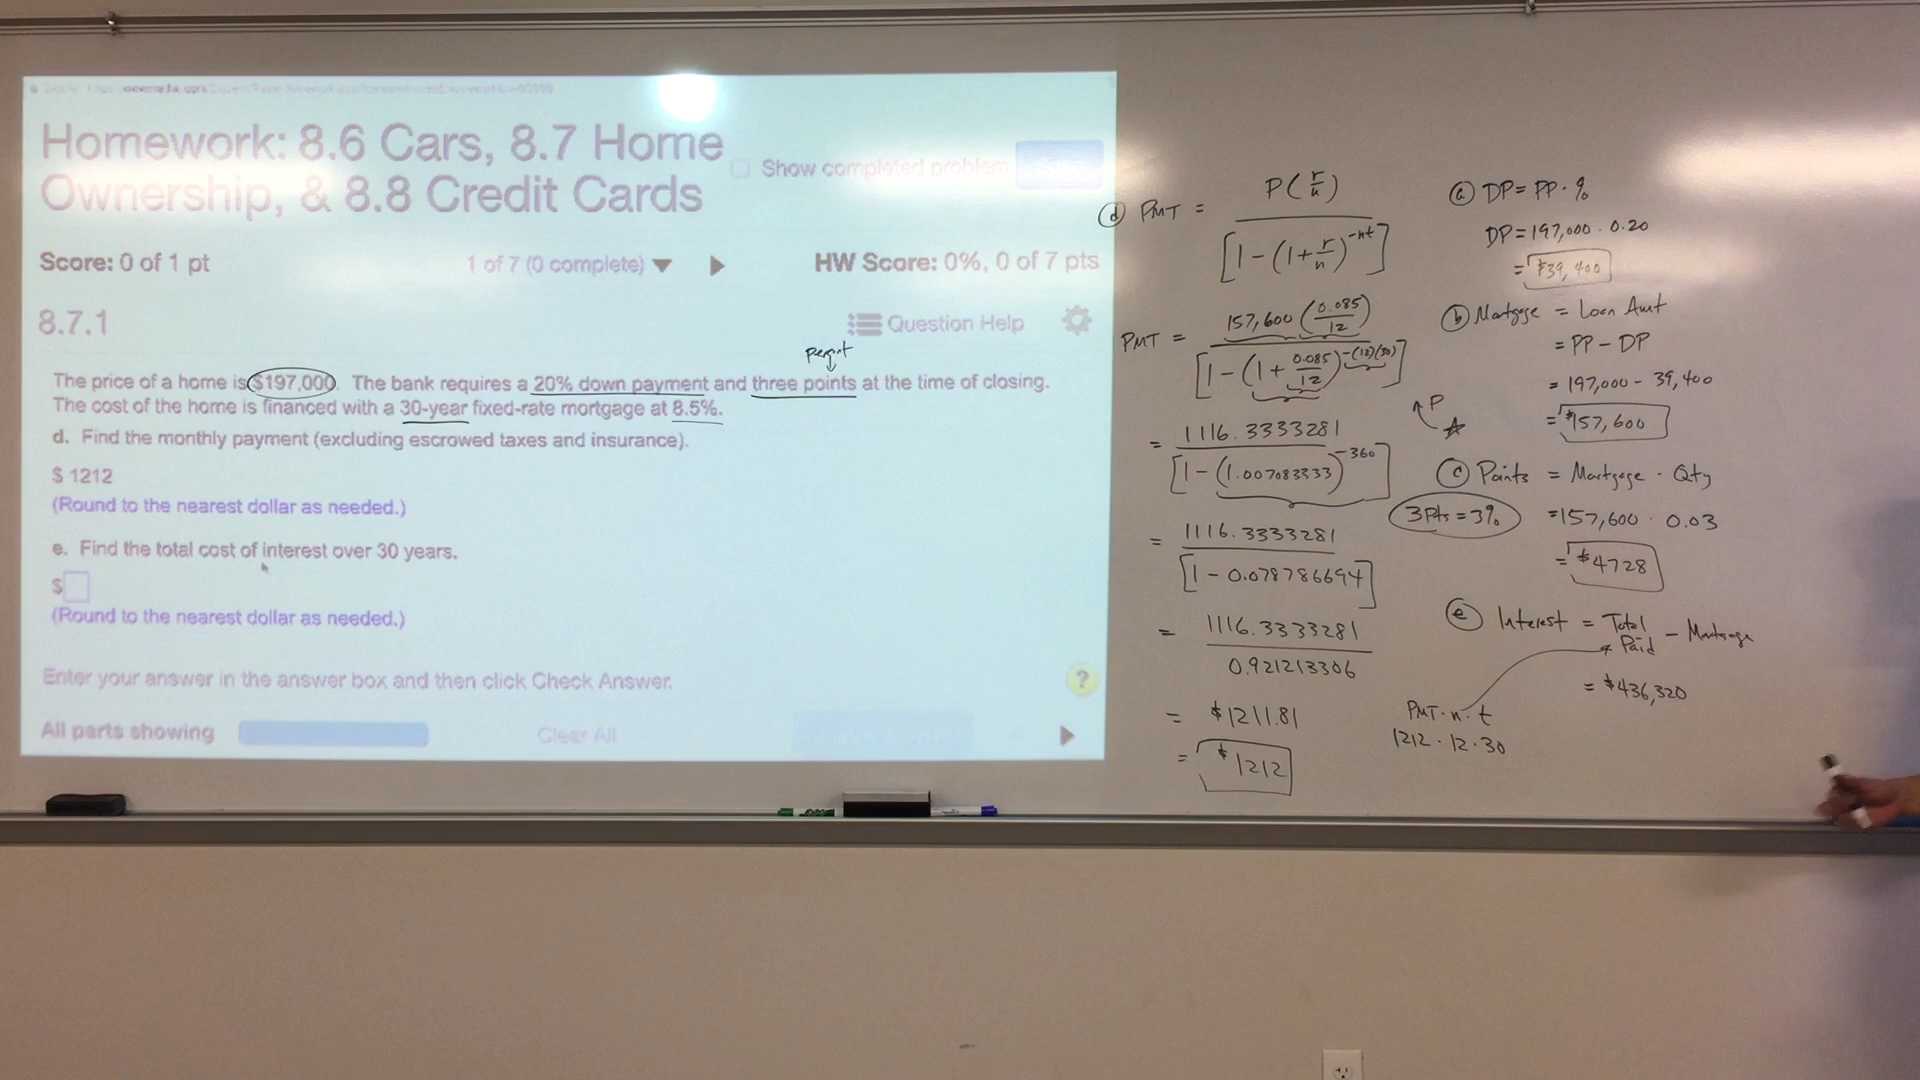 Homework: 8.6 Cars, 8.7 Home
Ownership, & 8.8 Credit Cards
Show completed problem
Save
Score: 0 of 1 pt
1 of 7 (0 complete)
HW Score: 0%, 0 of 7 pts
8.7.1
Question Help
percent
The price of a home is $197,000. The bank requires a 20% down payment and three points at the time of closing.
The cost of the home is financed with a 30-year fixed-rate mortgage at 8.5%.
d. Find the monthly payment (excluding escrowed taxes and insurance).
$ 1212
(Round to the nearest dollar as needed.)
e. Find the total cost of interest over 30 years.
$
(Round to the nearest dollar as needed.)
Enter your answer in the answer box and then click Check Answer.
?
All parts showing
Clear All
d PMT = P(r/n) / [1-(1+r/n)^-nt]
PMT = 157,600(0.085/12) / [1-(1+0.085/12)^-(12)(30)]
P
= 1116.3333281 / [1-(1.007083333)^-360]
= 1116.3333281 / [1-0.078786694]
= 1116.3333281 / 0.921213306
= $1211.81
= $1212
a DP = PP · %
DP = 197,000 · 0.20
= $39,400
b Mortgage = Loan Amt
= PP - DP
= 197,000 - 39,400
= $157,600
c Points = Mortgage · Qty
3Pts = 3%
= 157,600 · 0.03
= $4728
e Interest = Total Paid - Mortgage
= $436,320
PMT · n · t
1212 · 12 · 30